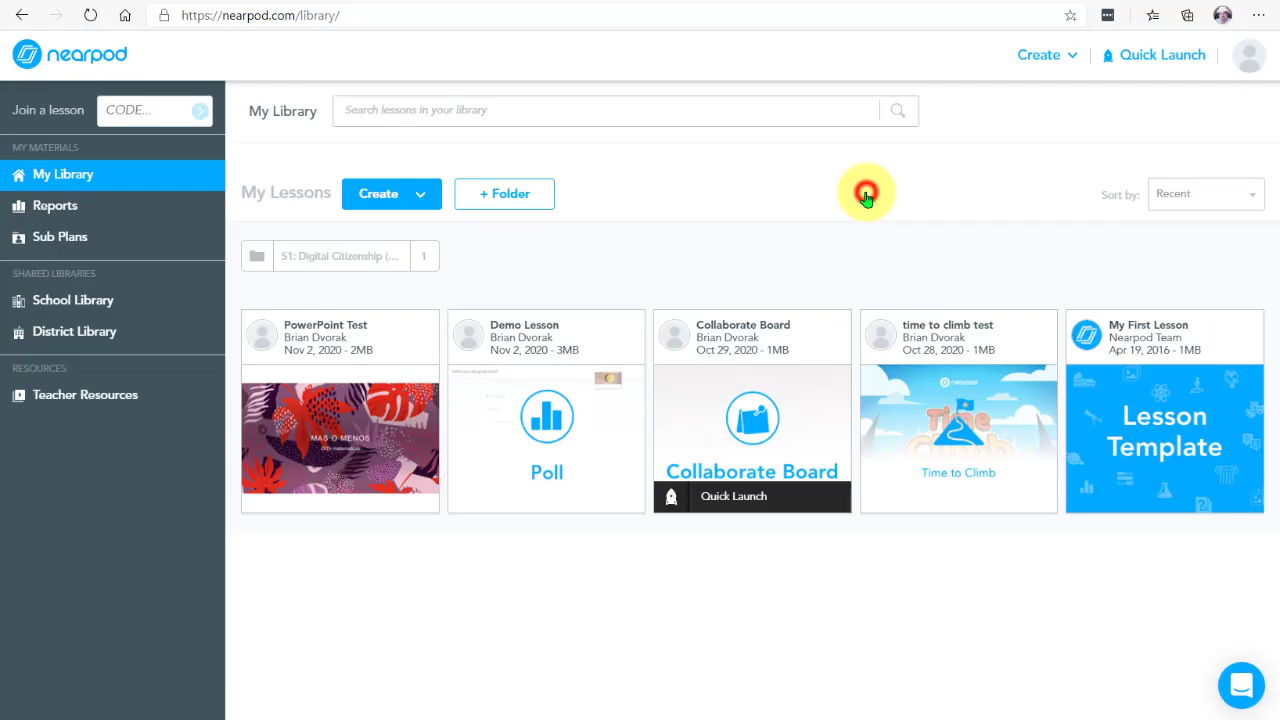 https://nearpod.com/library/
nearpod
Create
Quick Launch
Join a lesson
CODE...
MY MATERIALS
My Library
Reports
Sub Plans
SHARED LIBRARIES
School Library
District Library
RESOURCES
Teacher Resources
My Library
Search lessons in your library
My Lessons
Create
+ Folder
Sort by:
Recent
S1: Digital Citizenship (...
1
PowerPoint Test
Brian Dvorak
Nov 2, 2020 - 2MB
MAS O MENOS
Demo Lesson
Brian Dvorak
Nov 2, 2020 - 3MB
Poll
Collaborate Board
Brian Dvorak
Oct 29, 2020 - 1MB
Collaborate Board
Quick Launch
time to climb test
Brian Dvorak
Oct 28, 2020 - 1MB
nearpod
Time to
Climb
Time to Climb
My First Lesson
Nearpod Team
Apr 19, 2016 - 1MB
Lesson
Template